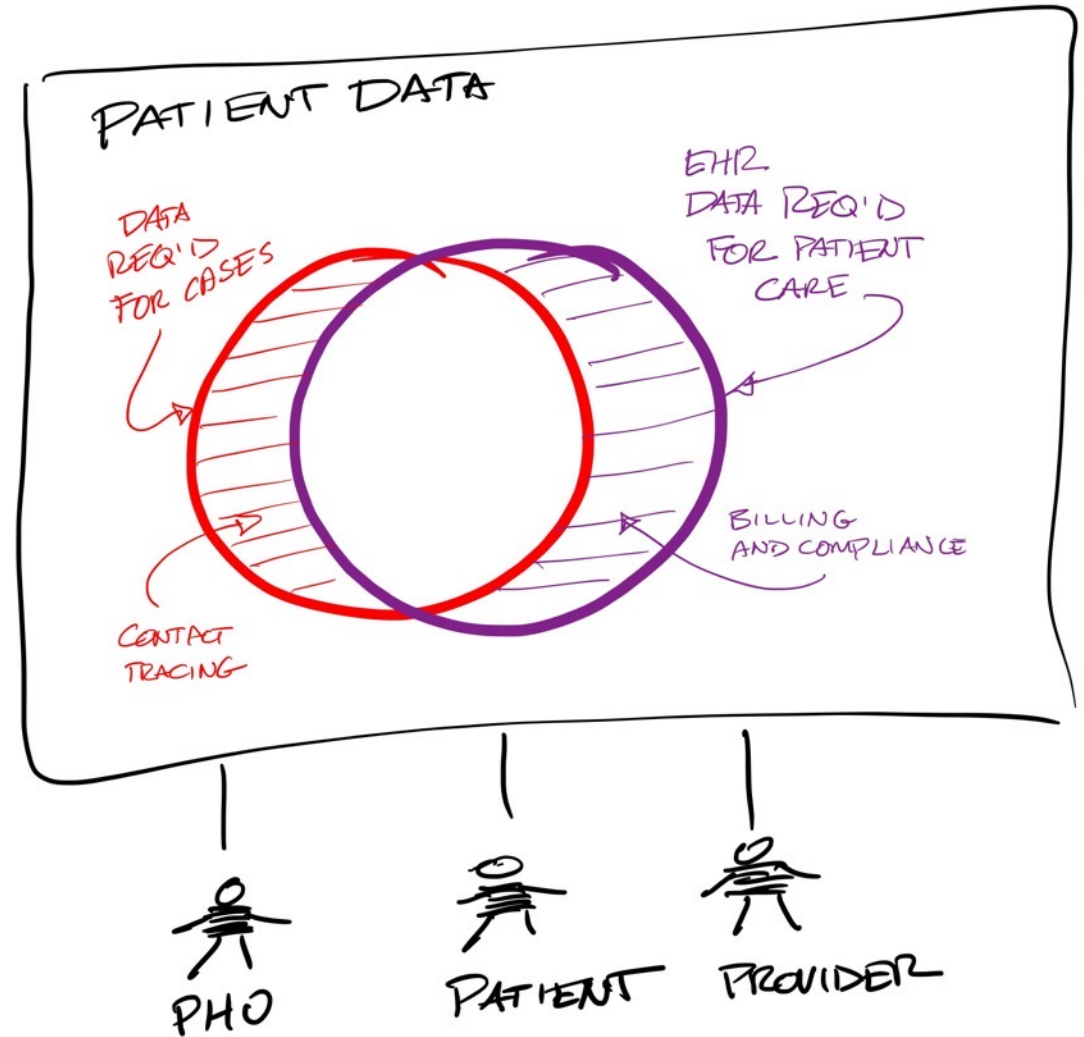 PATIENT DATA
DATA
REQ'D
FOR CASES
EHR
DATA REQ'D
FOR PATIENT
CARE
BILLING
AND COMPLIANCE
CONTACT
TRACING
PHO
PATIENT
PROVIDER